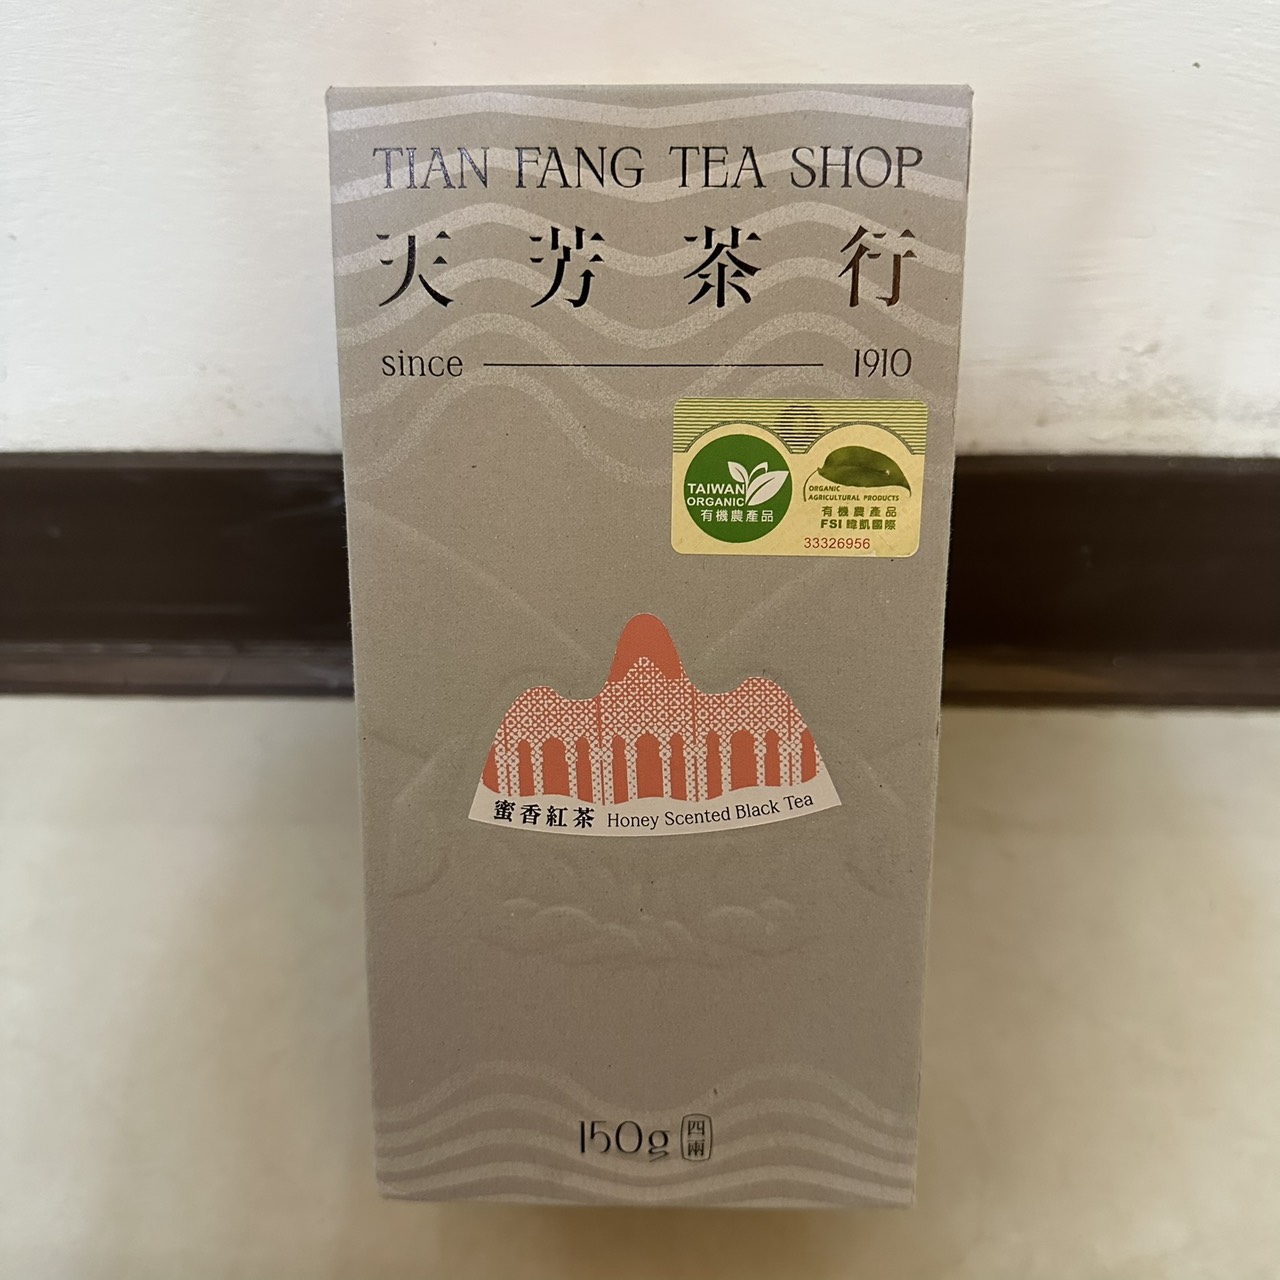 TIAN FANG TEA SHOP
天芳茶行
since 1910
TAIWAN
ORGANIC
有機農產品
ORGANIC
AGRICULTURAL PRODUCTS
有機農產品
FSI 暐凱國際
33326956
蜜香紅茶 Honey Scented Black Tea
150g 四兩